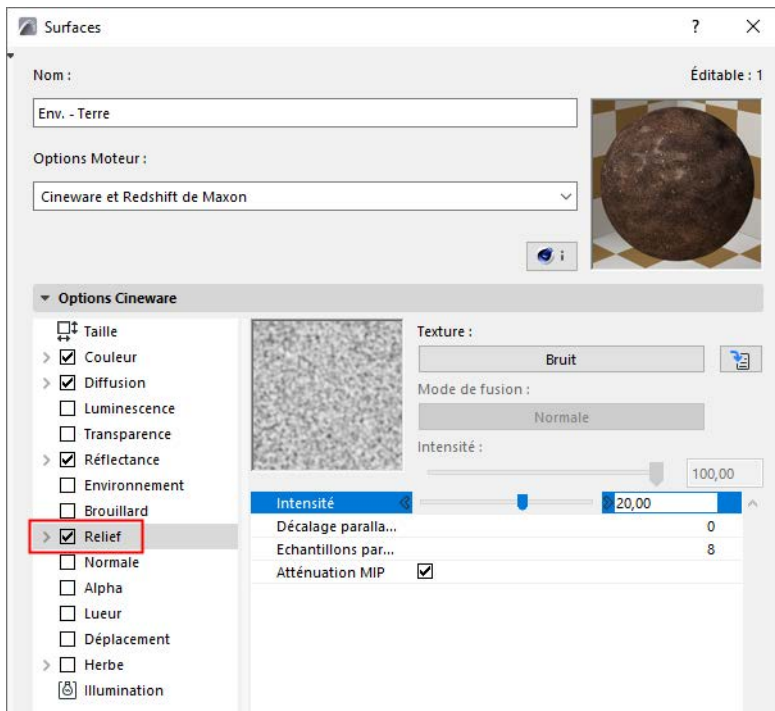 Surfaces
?
Nom :
Éditable : 1
Env. - Terre
Options Moteur :
Cineware et Redshift de Maxon
i
Options Cineware
Taille
Couleur
Diffusion
Luminescence
Transparence
Réflectance
Environnement
Brouillard
Relief
Normale
Alpha
Lueur
Déplacement
Herbe
Illumination
Texture :
Bruit
Mode de fusion :
Normale
Intensité :
100,00
Intensité 20,00
Décalage paralla... 0
Echantillons par... 8
Atténuation MIP